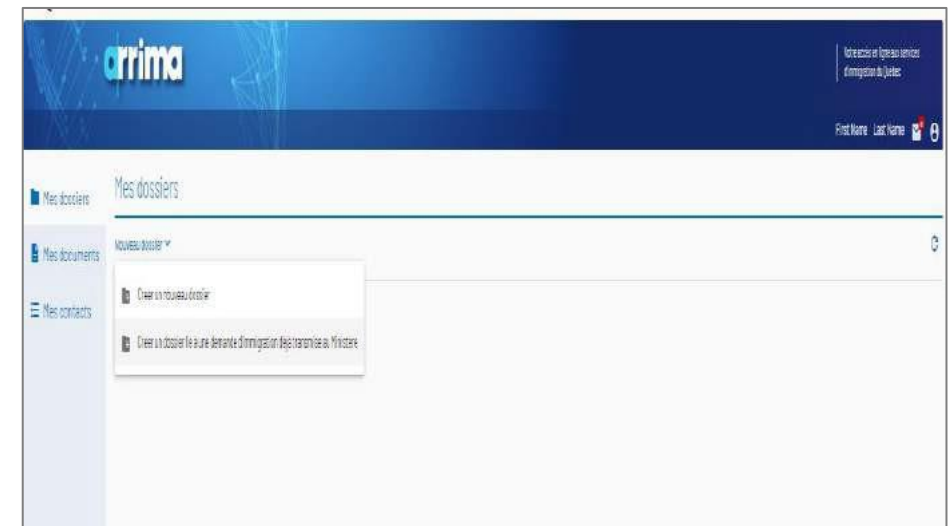 arrima
Votre accès en ligne aux services
d'immigration du Québec
First Name Last Name
Mes dossiers
Mes dossiers
Mes documents
Nouveau dossier
Créer un nouveau dossier
Mes contacts
Créer un dossier lié à une demande d'immigration déjà transmise au Ministère